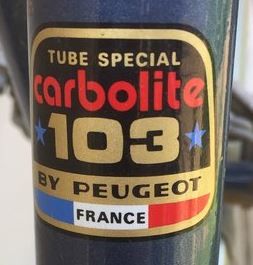 TUBE SPECIAL
carbolite
103
BY PEUGEOT
FRANCE